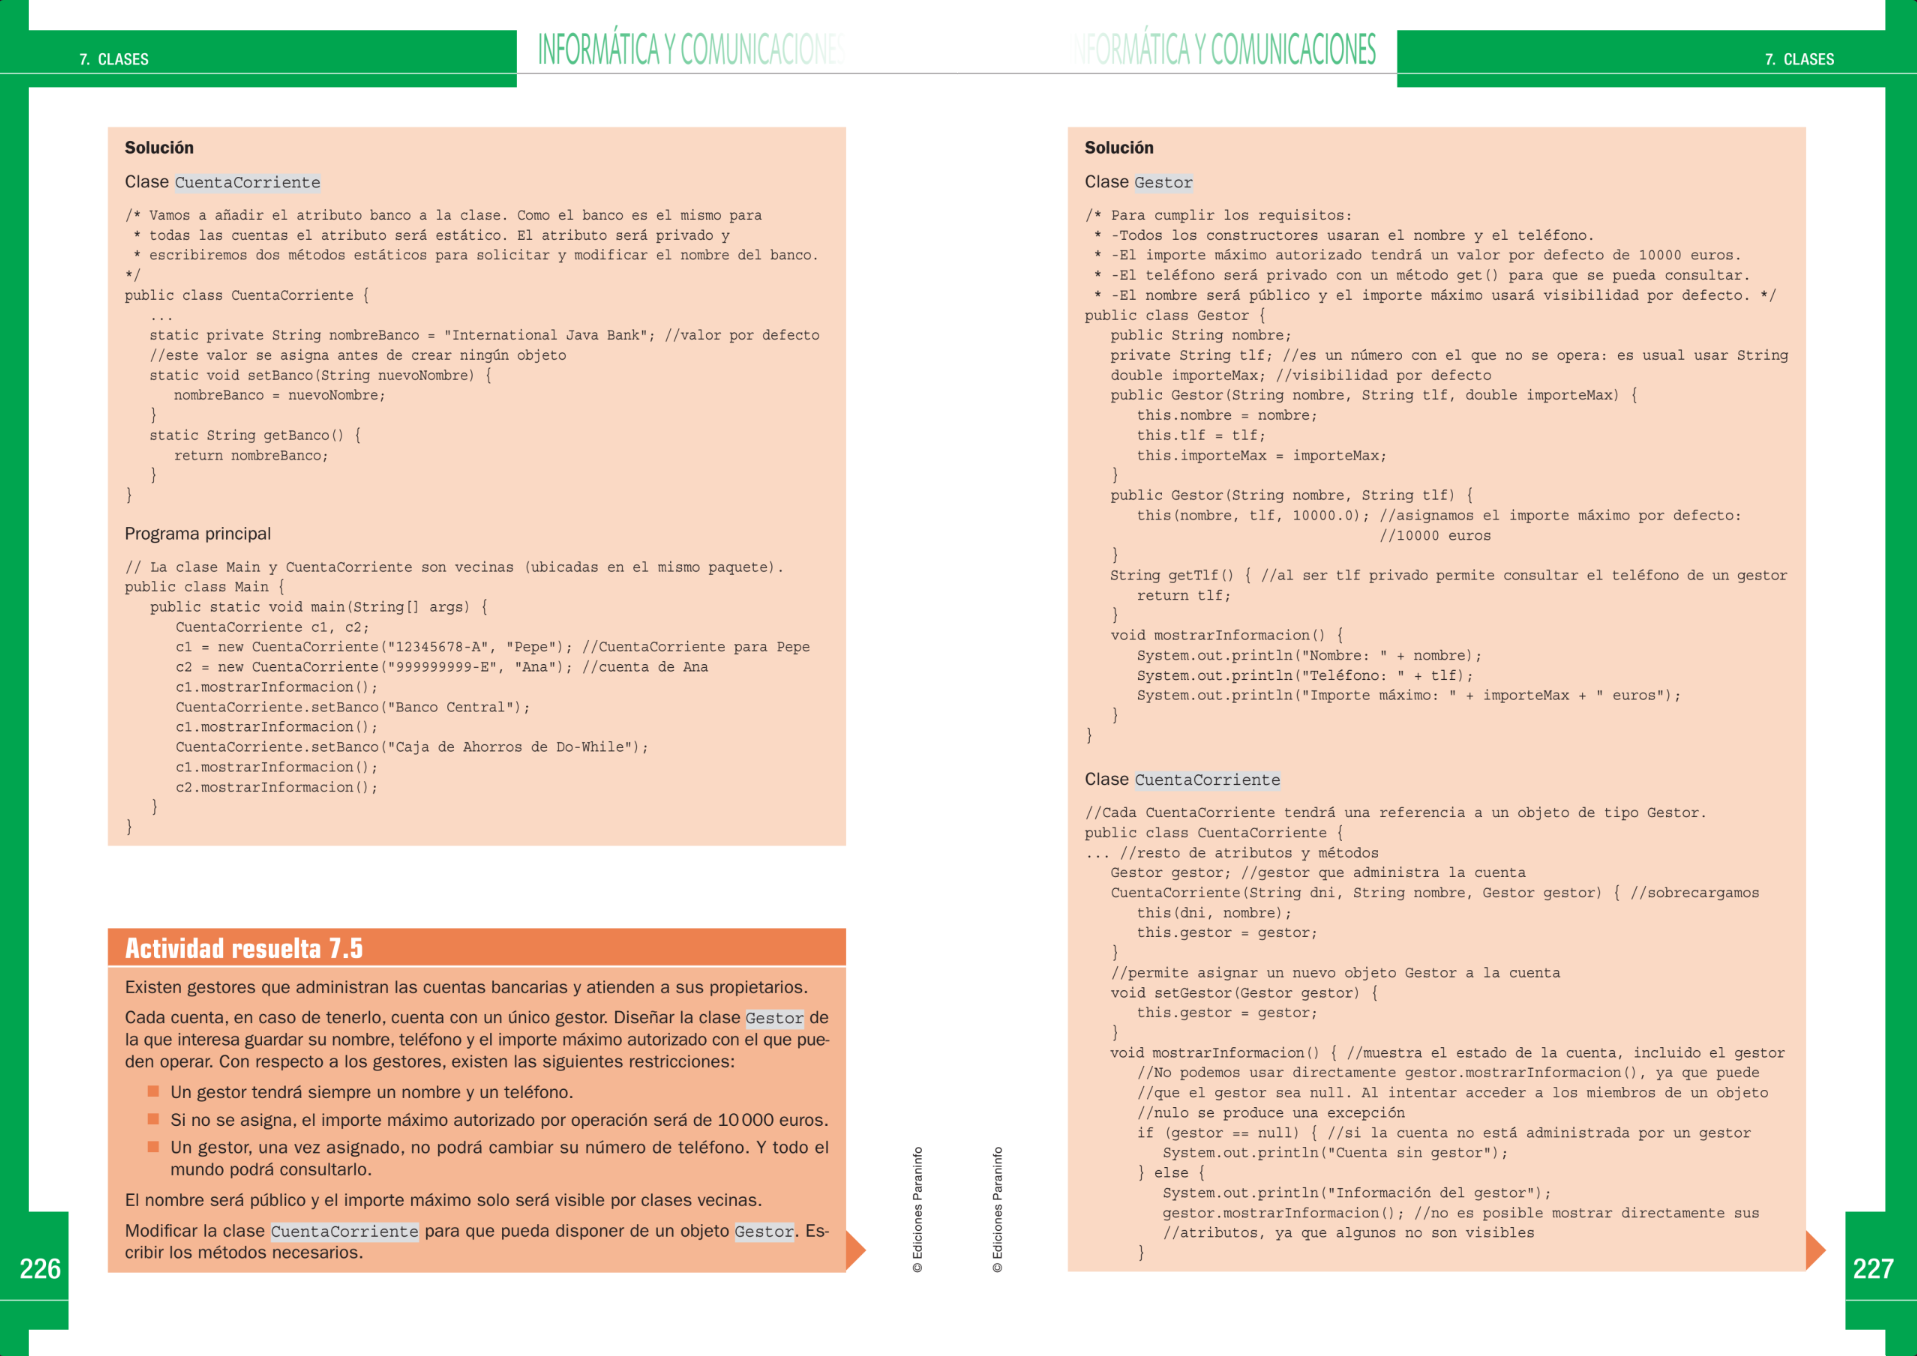 7. CLASES
INFORMÁTICA Y COMUNICACIONES
Solución
Clase CuentaCorriente
/* Vamos a añadir el atributo banco a la clase. Como el banco es el mismo para
 * todas las cuentas el atributo será estático. El atributo será privado y
 * escribiremos dos métodos estáticos para solicitar y modificar el nombre del banco.
*/
public class CuentaCorriente {
   ...
   static private String nombreBanco = "International Java Bank"; //valor por defecto
   //este valor se asigna antes de crear ningún objeto
   static void setBanco(String nuevoNombre) {
      nombreBanco = nuevoNombre;
   }
   static String getBanco() {
      return nombreBanco;
   }
}
Programa principal
// La clase Main y CuentaCorriente son vecinas (ubicadas en el mismo paquete).
public class Main {
   public static void main(String[] args) {
      CuentaCorriente c1, c2;
      c1 = new CuentaCorriente("12345678-A", "Pepe"); //CuentaCorriente para Pepe
      c2 = new CuentaCorriente("999999999-E", "Ana"); //cuenta de Ana
      c1.mostrarInformacion();
      CuentaCorriente.setBanco("Banco Central");
      c1.mostrarInformacion();
      CuentaCorriente.setBanco("Caja de Ahorros de Do-While");
      c1.mostrarInformacion();
      c2.mostrarInformacion();
   }
}
Actividad resuelta 7.5
Existen gestores que administran las cuentas bancarias y atienden a sus propietarios.
Cada cuenta, en caso de tenerlo, cuenta con un único gestor. Diseñar la clase Gestor de
la que interesa guardar su nombre, teléfono y el importe máximo autorizado con el que pue-
den operar. Con respecto a los gestores, existen las siguientes restricciones:
■ Un gestor tendrá siempre un nombre y un teléfono.
■ Si no se asigna, el importe máximo autorizado por operación será de 10 000 euros.
■ Un gestor, una vez asignado, no podrá cambiar su número de teléfono. Y todo el
mundo podrá consultarlo.
El nombre será público y el importe máximo solo será visible por clases vecinas.
Modificar la clase CuentaCorriente para que pueda disponer de un objeto Gestor. Es-
cribir los métodos necesarios.
226
© Ediciones Paraninfo
INFORMÁTICA Y COMUNICACIONES
7. CLASES
Solución
Clase Gestor
/* Para cumplir los requisitos:
 * -Todos los constructores usaran el nombre y el teléfono.
 * -El importe máximo autorizado tendrá un valor por defecto de 10000 euros.
 * -El teléfono será privado con un método get() para que se pueda consultar.
 * -El nombre será público y el importe máximo usará visibilidad por defecto. */
public class Gestor {
   public String nombre;
   private String tlf; //es un número con el que no se opera: es usual usar String
   double importeMax; //visibilidad por defecto
   public Gestor(String nombre, String tlf, double importeMax) {
      this.nombre = nombre;
      this.tlf = tlf;
      this.importeMax = importeMax;
   }
   public Gestor(String nombre, String tlf) {
      this(nombre, tlf, 10000.0); //asignamos el importe máximo por defecto:
                                  //10000 euros
   }
   String getTlf() { //al ser tlf privado permite consultar el teléfono de un gestor
      return tlf;
   }
   void mostrarInformacion() {
      System.out.println("Nombre: " + nombre);
      System.out.println("Teléfono: " + tlf);
      System.out.println("Importe máximo: " + importeMax + " euros");
   }
}
Clase CuentaCorriente
//Cada CuentaCorriente tendrá una referencia a un objeto de tipo Gestor.
public class CuentaCorriente {
... //resto de atributos y métodos
   Gestor gestor; //gestor que administra la cuenta
   CuentaCorriente(String dni, String nombre, Gestor gestor) { //sobrecargamos
      this(dni, nombre);
      this.gestor = gestor;
   }
   //permite asignar un nuevo objeto Gestor a la cuenta
   void setGestor(Gestor gestor) {
      this.gestor = gestor;
   }
   void mostrarInformacion() { //muestra el estado de la cuenta, incluido el gestor
      //No podemos usar directamente gestor.mostrarInformacion(), ya que puede
      //que el gestor sea null. Al intentar acceder a los miembros de un objeto
      //nulo se produce una excepción
      if (gestor == null) { //si la cuenta no está administrada por un gestor
         System.out.println("Cuenta sin gestor");
      } else {
         System.out.println("Información del gestor");
         gestor.mostrarInformacion(); //no es posible mostrar directamente sus
         //atributos, ya que algunos no son visibles
      }
© Ediciones Paraninfo
227